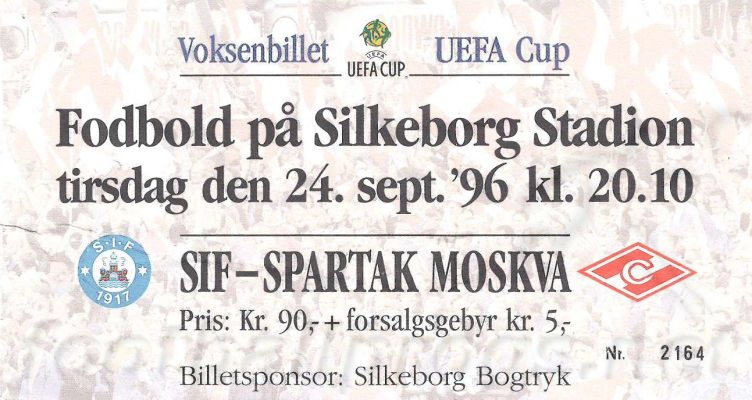 Voksenbillet
UEFA
UEFA CUP
UEFA Cup
Fodbold på Silkeborg Stadion
tirsdag den 24. sept. '96 kl. 20.10
S·I·F
1917
SIF–SPARTAK MOSKVA
C
Pris: Kr. 90,- + forsalgsgebyr kr. 5,-
Nr. 2164
Billetsponsor: Silkeborg Bogtryk